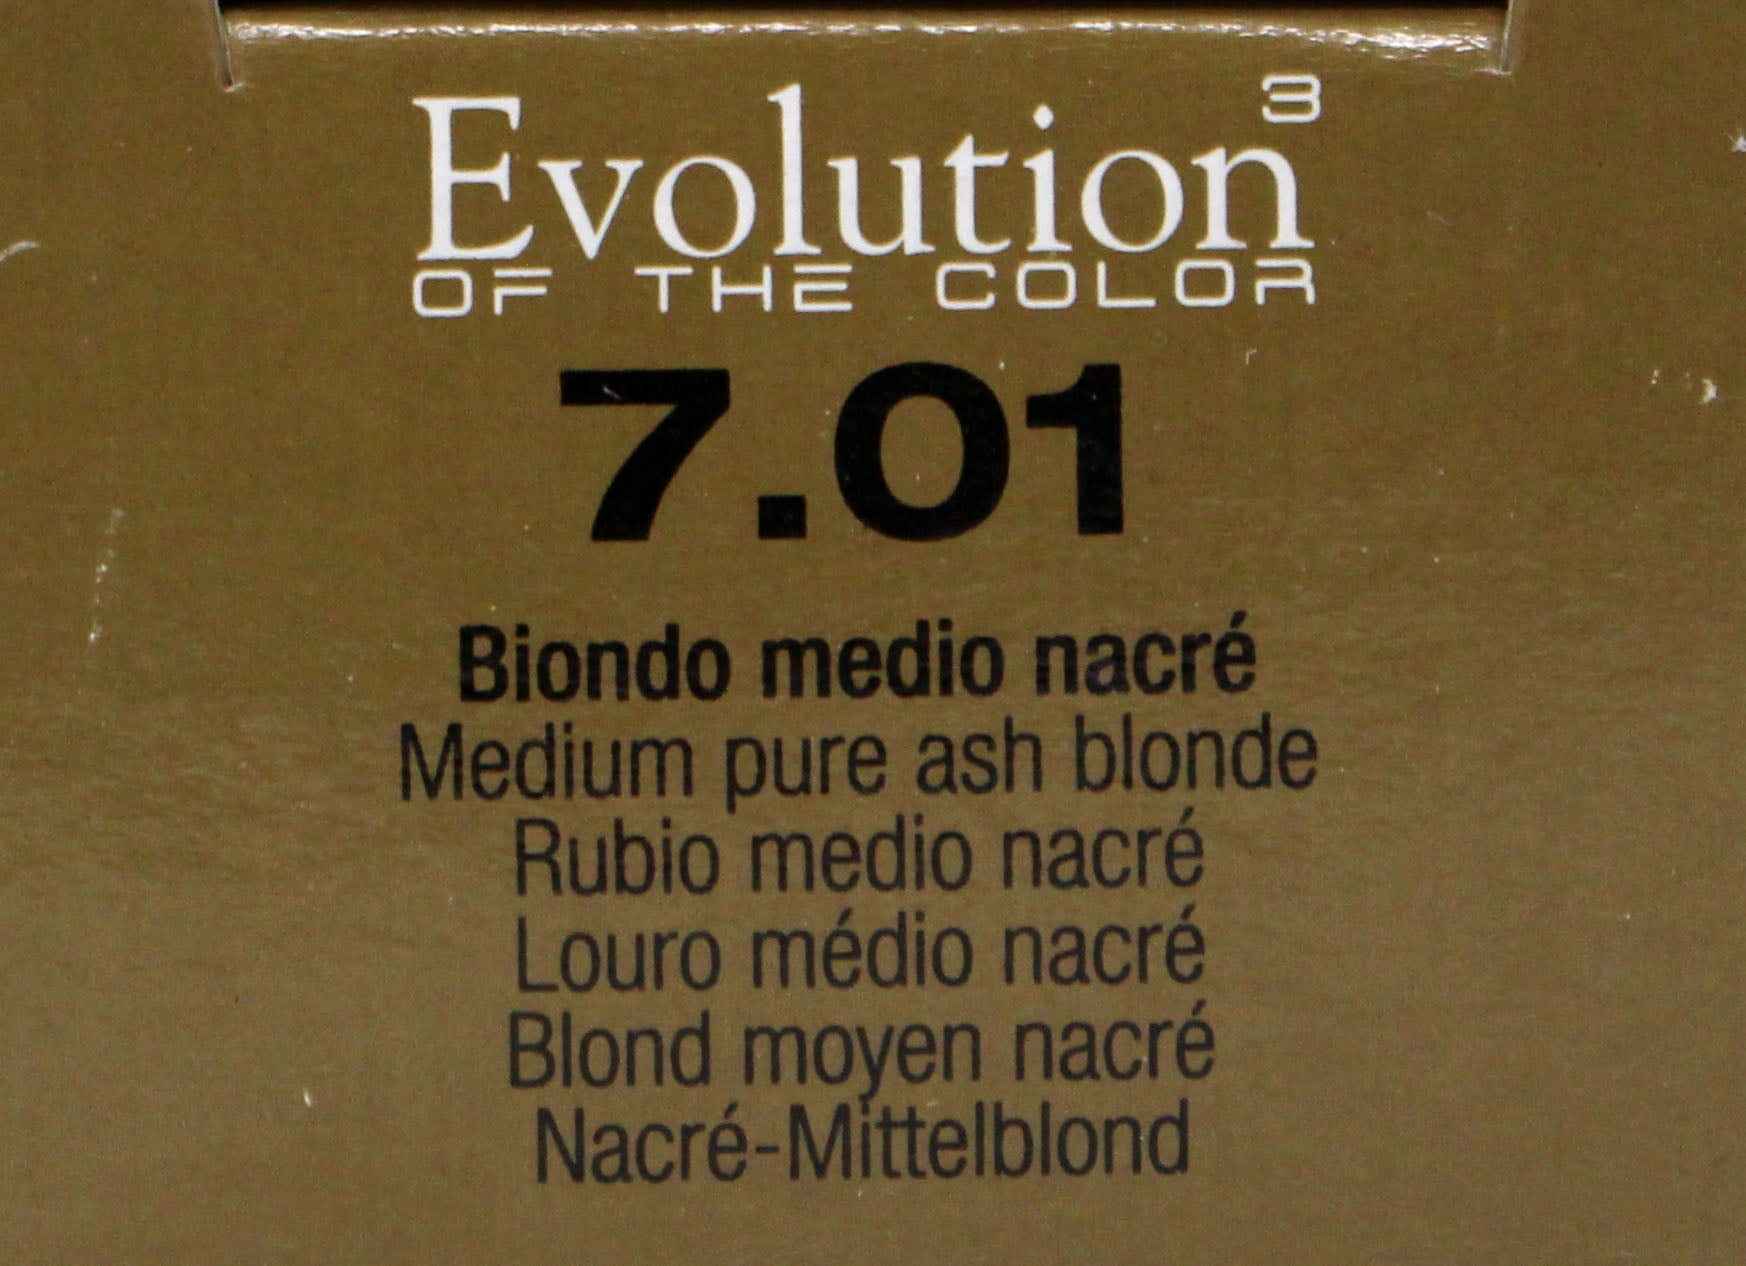 Evolution³
OF THE COLOR
7.01
Biondo medio nacré
Medium pure ash blonde
Rubio medio nacré
Louro médio nacré
Blond moyen nacré
Nacré-Mittelblond